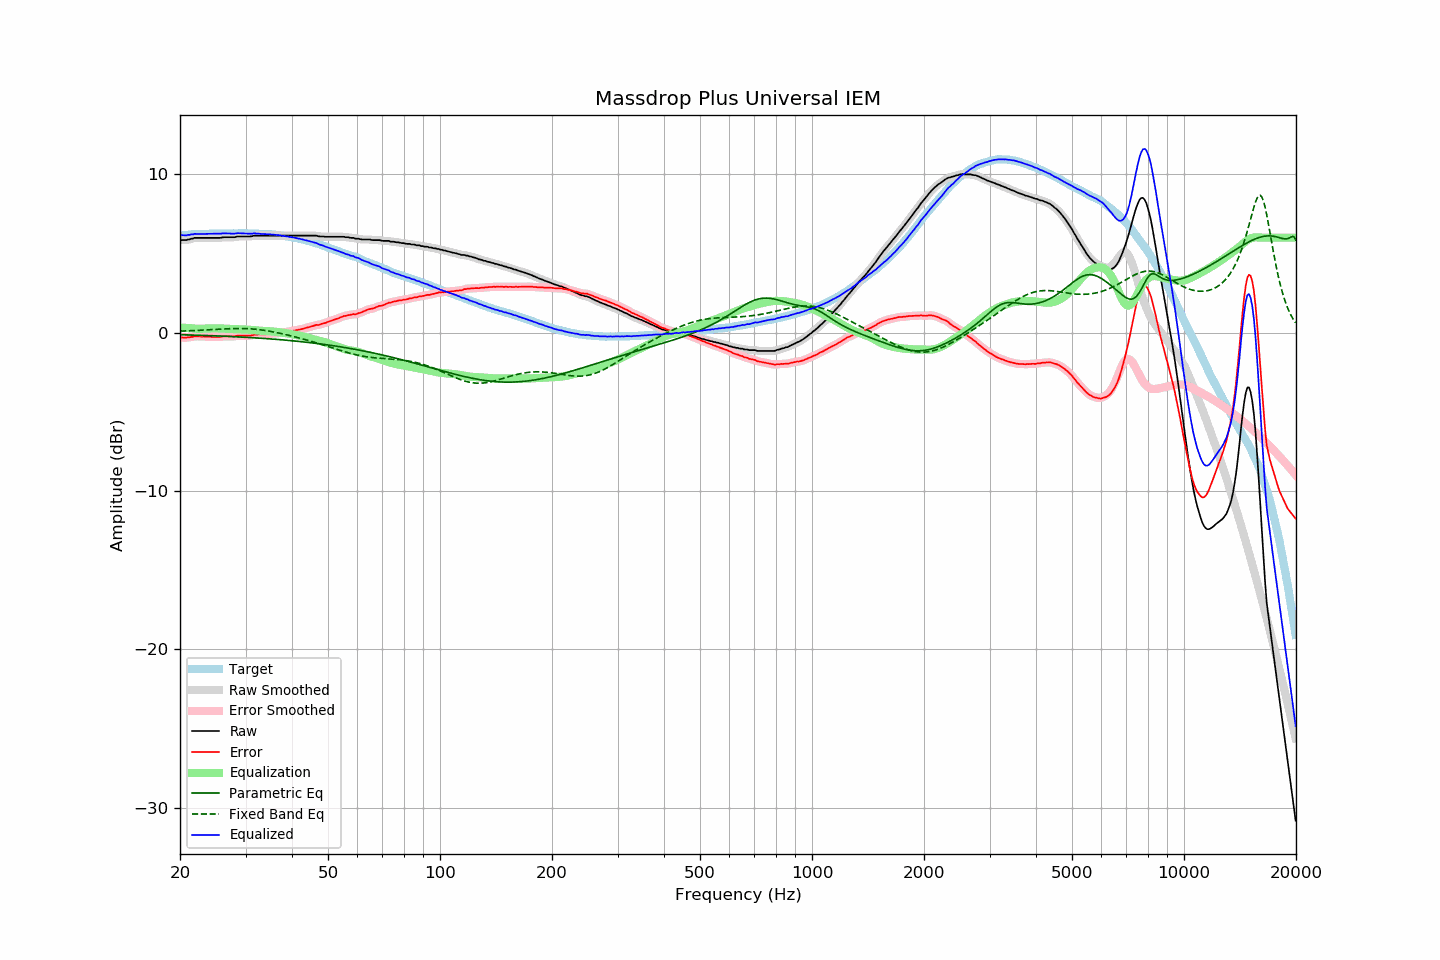 Massdrop Plus Universal IEM
Amplitude (dBr)
10
0
−10
−20
−30
Target
Raw Smoothed
Error Smoothed
Raw
Error
Equalization
Parametric Eq
Fixed Band Eq
Equalized
20 50 100 200 500 1000 2000 5000 10000 20000
Frequency (Hz)